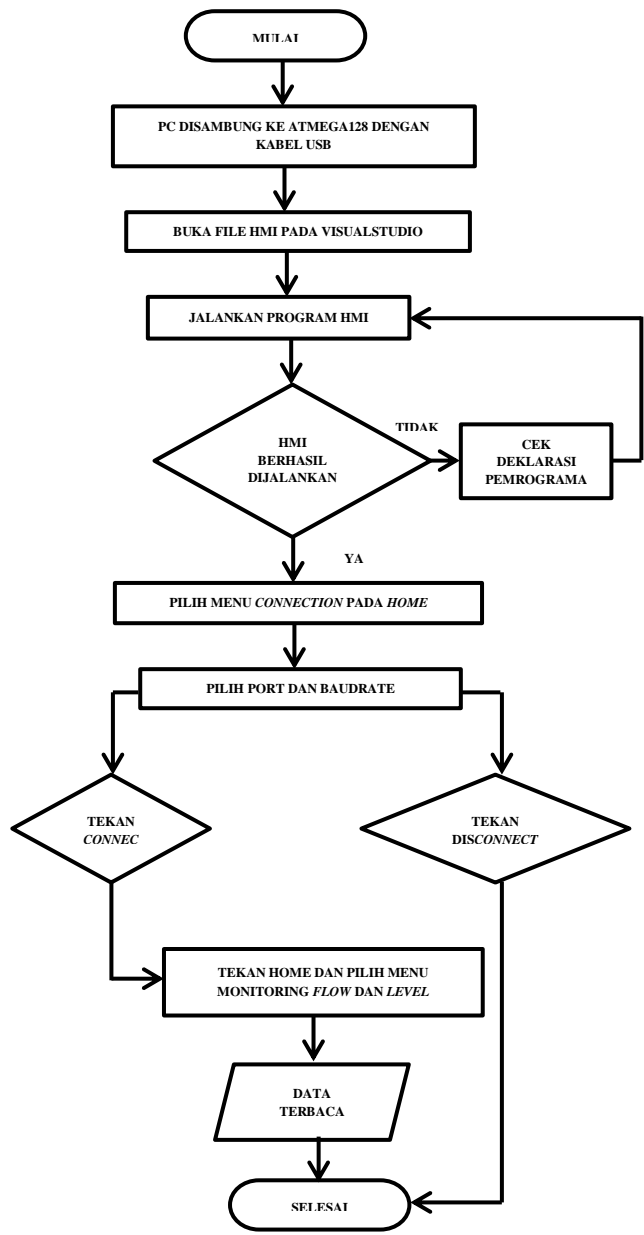 MULAI
PC DISAMBUNG KE ATMEGA128 DENGAN
KABEL USB
BUKA FILE HMI PADA VISUALSTUDIO
JALANKAN PROGRAM HMI
HMI
BERHASIL
DIJALANKAN
TIDAK
CEK
DEKLARASI
PEMROGRAMA
YA
PILIH MENU CONNECTION PADA HOME
PILIH PORT DAN BAUDRATE
TEKAN
CONNEC
TEKAN
DISCONNECT
TEKAN HOME DAN PILIH MENU
MONITORING FLOW DAN LEVEL
DATA
TERBACA
SELESAI